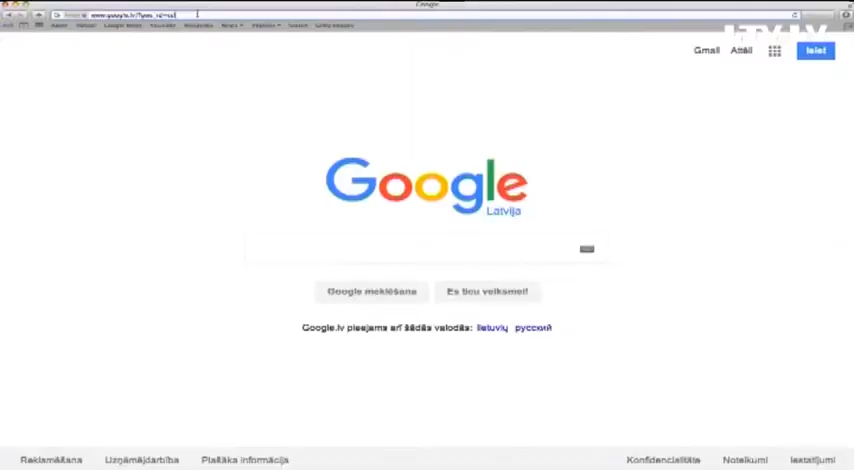 Google
Gmail Attēli Ieiet
Google
Latvija
Google meklēšana Es ticu veiksmei!
Google.lv pieejams arī šādās valodās: lietuvių русский
Reklamēšana Uzņēmējdarbība Plašāka informācija Konfidencialitāte Noteikumi Iestatījumi